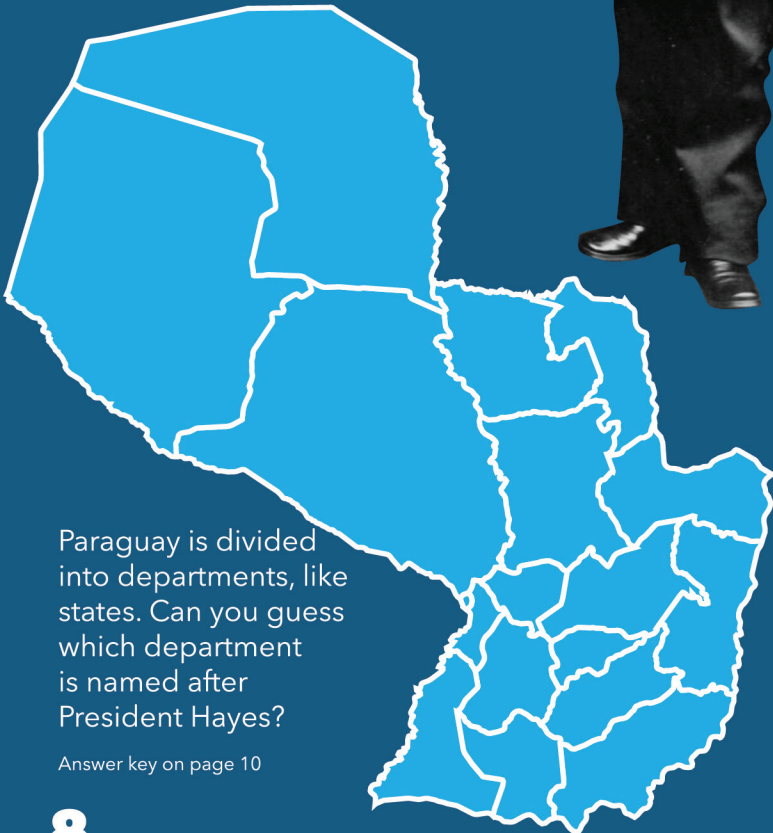 Paraguay is divided
into departments, like
states. Can you guess
which department
is named after
President Hayes?
Answer key on page 10
8